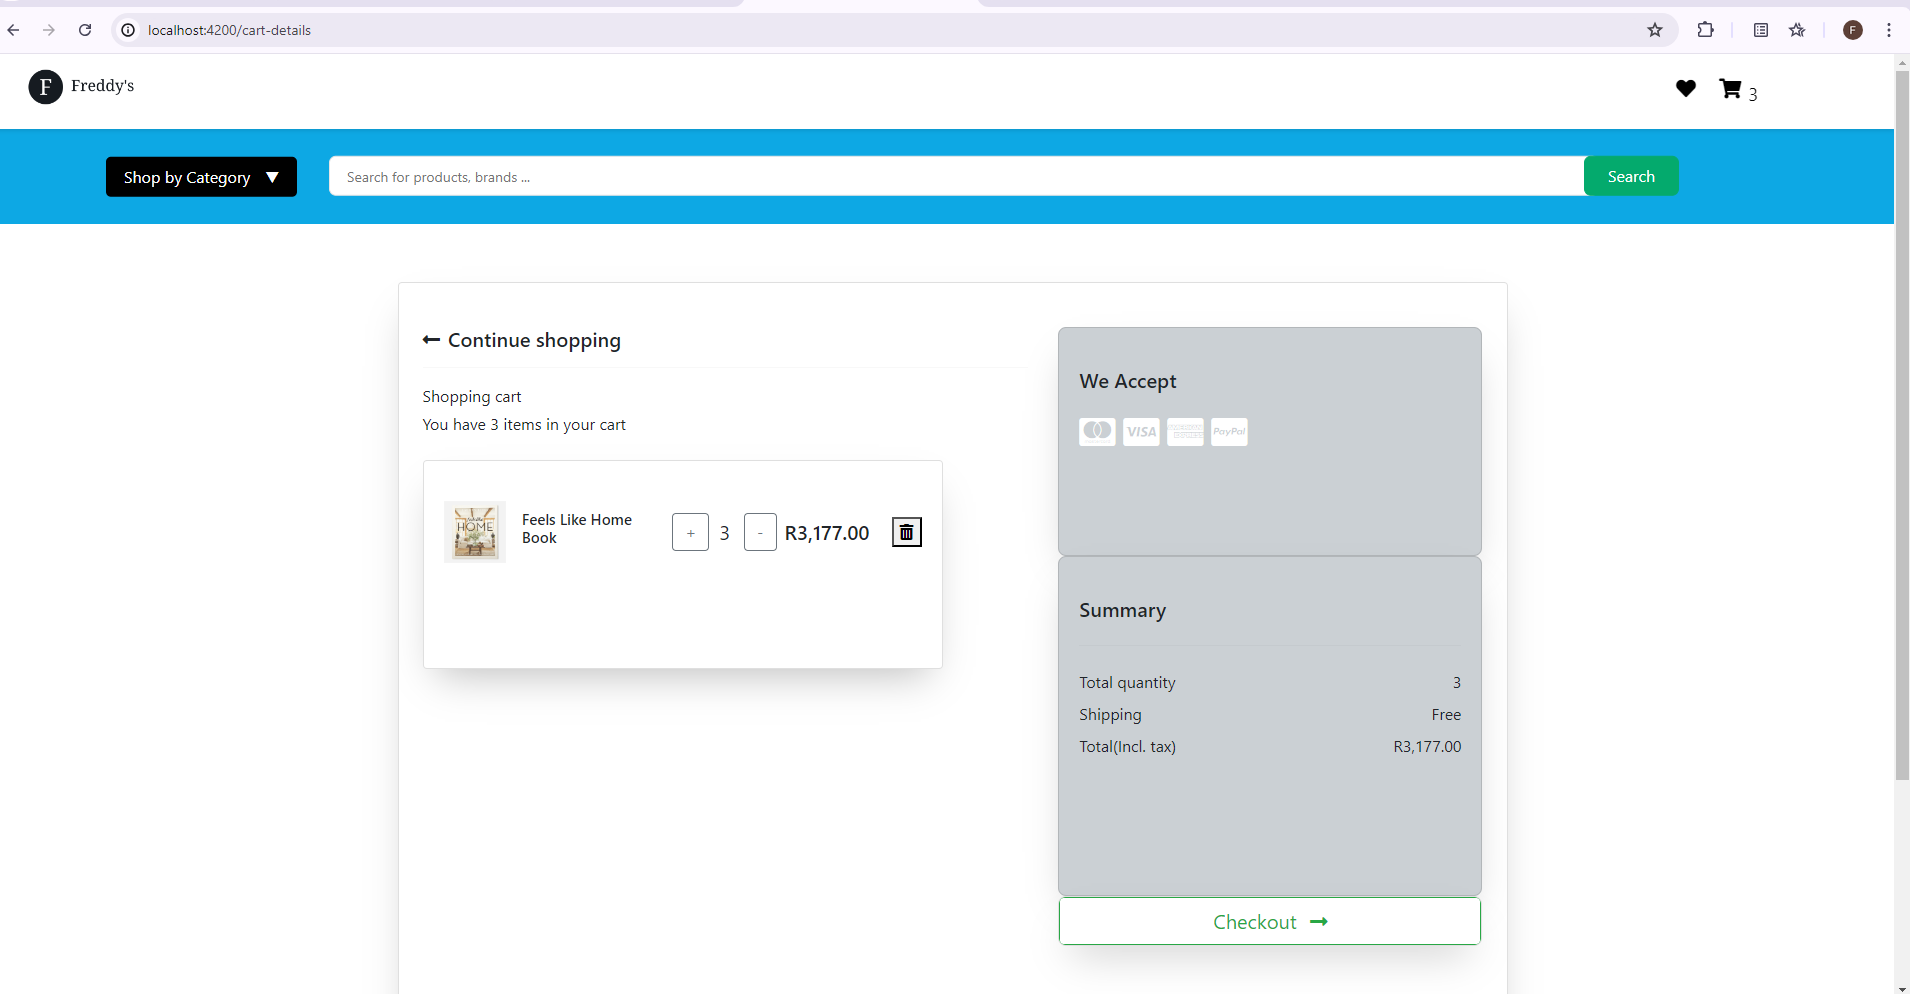 localhost:4200/cart-details
F
F Freddy's
3
Shop by Category ▼
Search for products, brands ...
Search
Continue shopping
Shopping cart
You have 3 items in your cart
HOME
Feels Like Home
Book
+ 3 - R3,177.00
We Accept
VISA
PayPal
Summary
Total quantity 3
Shipping Free
Total(Incl. tax) R3,177.00
Checkout